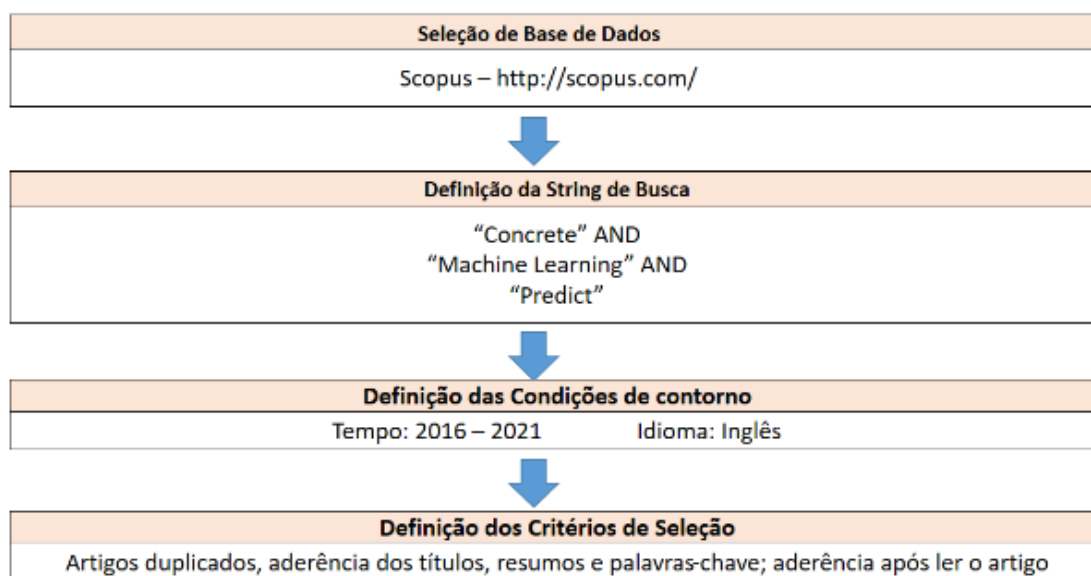 Seleção de Base de Dados
Scopus – http://scopus.com/
Definição da String de Busca
“Concrete” AND
“Machine Learning” AND
“Predict”
Definição das Condições de contorno
Tempo: 2016 – 2021 Idioma: Inglês
Definição dos Critérios de Seleção
Artigos duplicados, aderência dos títulos, resumos e palavras-chave; aderência após ler o artigo